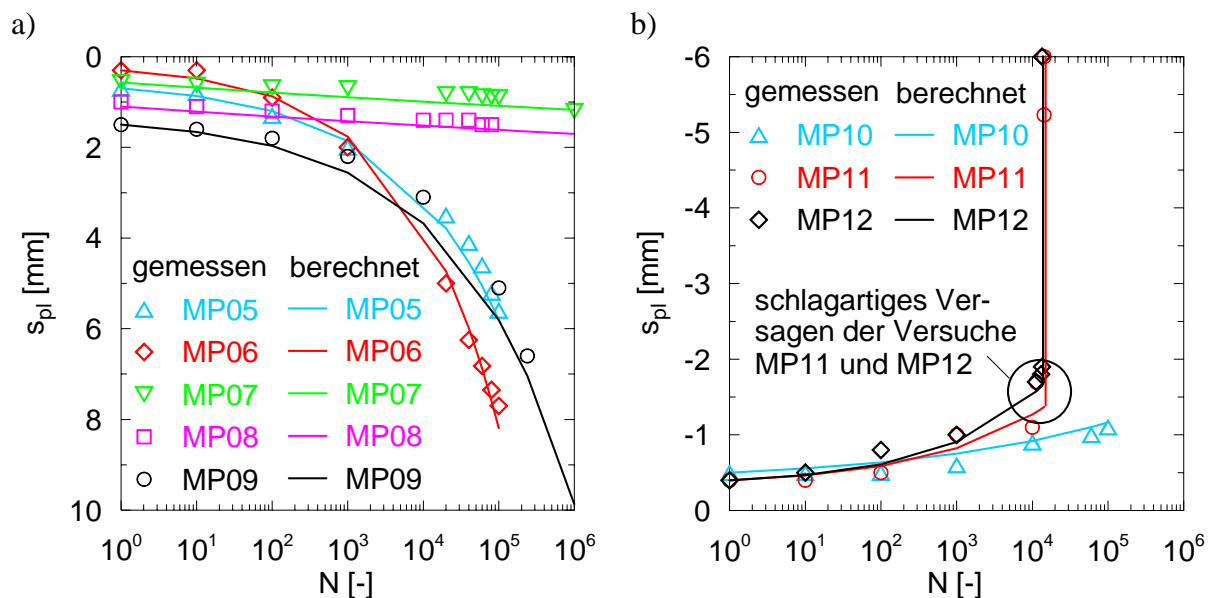 a)
0
2
4
6
8
10
s_pl [mm]
gemessen berechnet
MP05 MP05
MP06 MP06
MP07 MP07
MP08 MP08
MP09 MP09
10^0 10^1 10^2 10^3 10^4 10^5 10^6
N [-]
b)
-6
-5
-4
-3
-2
-1
0
s_pl [mm]
gemessen berechnet
MP10 MP10
MP11 MP11
MP12 MP12
schlagartiges Ver-
sagen der Versuche
MP11 und MP12
10^0 10^1 10^2 10^3 10^4 10^5 10^6
N [-]